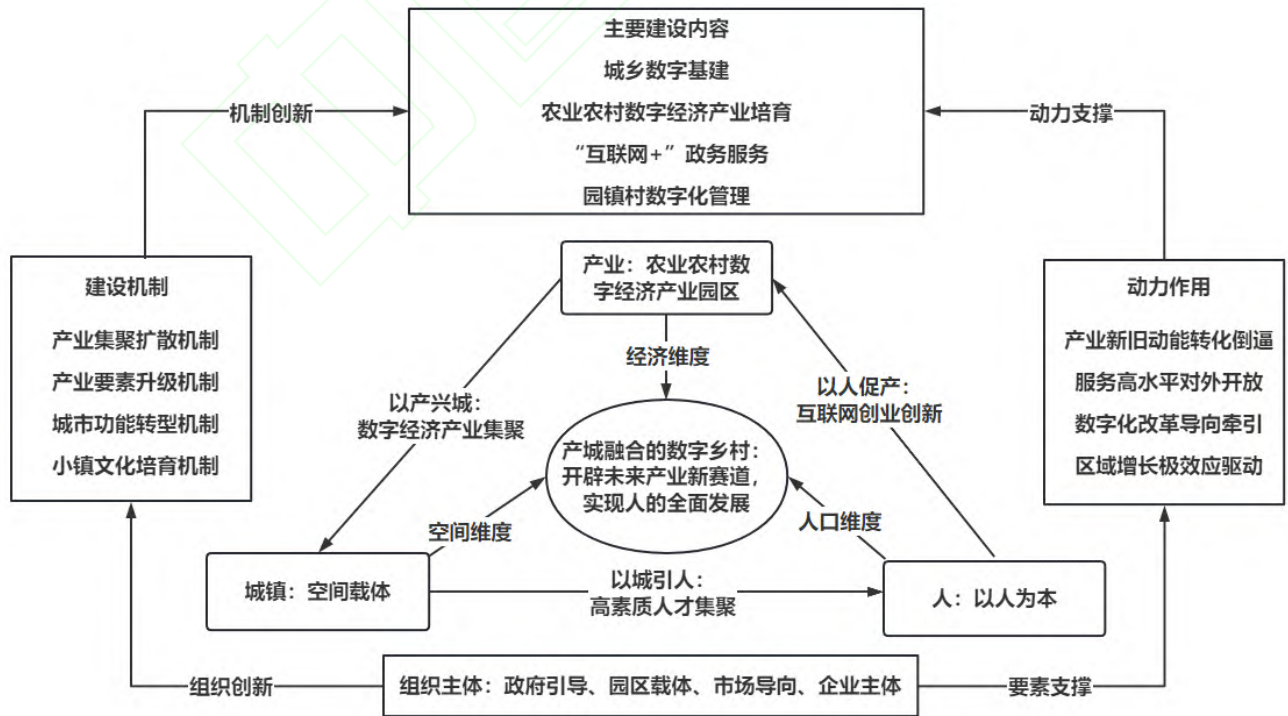 主要建设内容
城乡数字基建
农业农村数字经济产业培育
“互联网+”政务服务
园镇村数字化管理
机制创新
动力支撑
建设机制
产业集聚扩散机制
产业要素升级机制
城市功能转型机制
小镇文化培育机制
产业：农业农村数
字经济产业园区
经济维度
以产兴城：
数字经济产业集聚
以人促产：
互联网创业创新
产城融合的数字乡村：
开辟未来产业新赛道，
实现人的全面发展
空间维度
人口维度
城镇：空间载体
以城引人：
高素质人才集聚
人：以人为本
动力作用
产业新旧动能转化倒逼
服务高水平对外开放
数字化改革导向牵引
区域增长极效应驱动
组织创新
组织主体：政府引导、园区载体、市场导向、企业主体
要素支撑